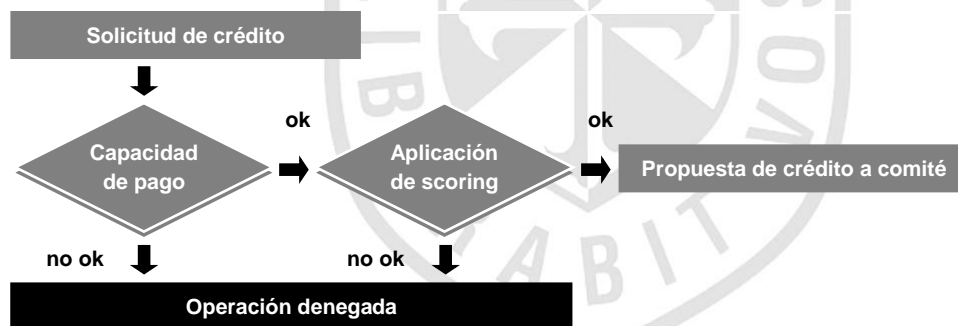 Solicitud de crédito
ok
ok
Capacidad
de pago
Aplicación
de scoring
Propuesta de crédito a comité
no ok
no ok
Operación denegada